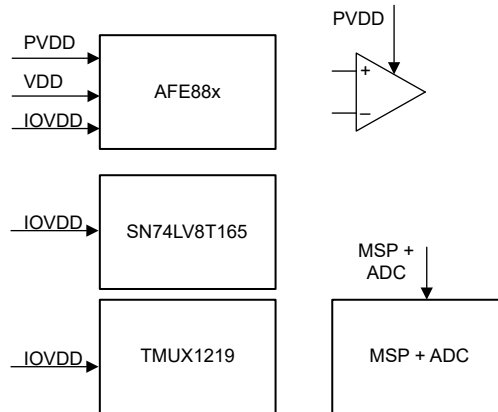 PVDD
VDD
IOVDD
AFE88x
PVDD
+
−
IOVDD
SN74LV8T165
MSP +
ADC
IOVDD
TMUX1219
MSP + ADC